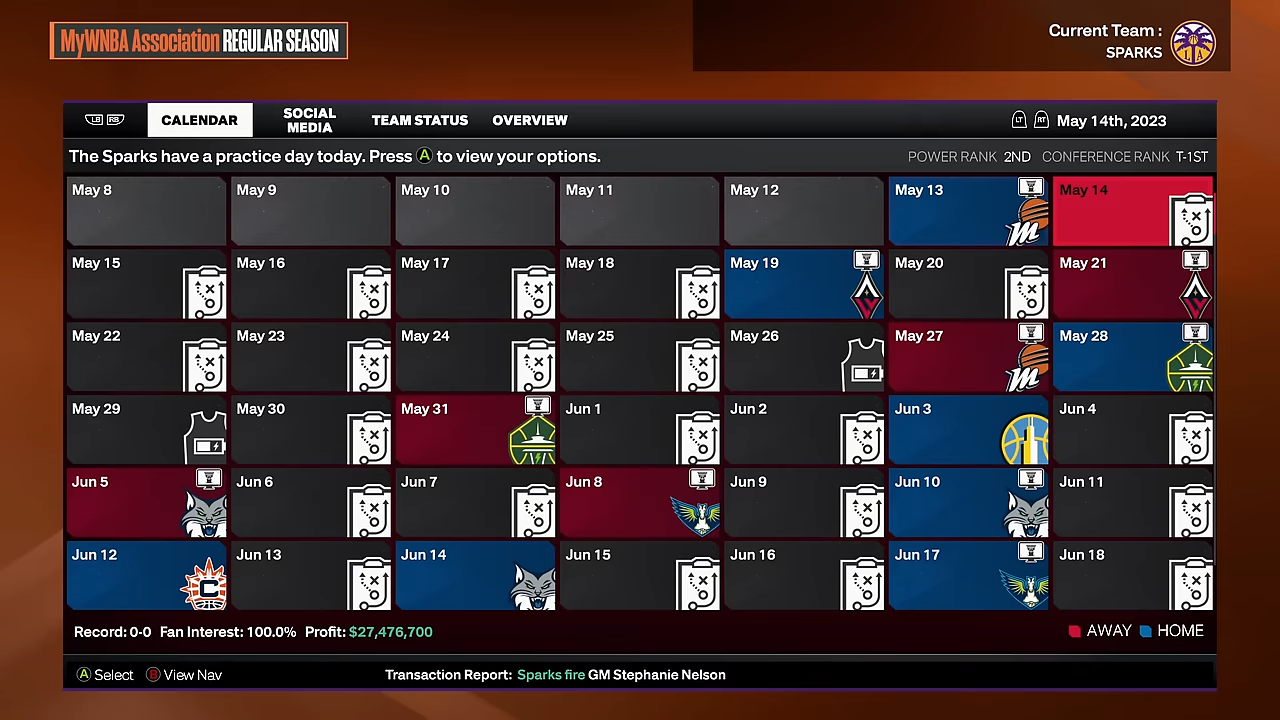 MyWNBA Association REGULAR SEASON
Current Team :
SPARKS
LA
LB RB
CALENDAR
SOCIAL
MEDIA
TEAM STATUS
OVERVIEW
LT RT May 14th, 2023
The Sparks have a practice day today. Press A to view your options.
POWER RANK 2ND CONFERENCE RANK T-1ST
May 8 May 9 May 10 May 11 May 12 May 13 May 14
May 15 May 16 May 17 May 18 May 19 May 20 May 21
May 22 May 23 May 24 May 25 May 26 May 27 May 28
May 29 May 30 May 31 Jun 1 Jun 2 Jun 3 Jun 4
Jun 5 Jun 6 Jun 7 Jun 8 Jun 9 Jun 10 Jun 11
Jun 12 Jun 13 Jun 14 Jun 15 Jun 16 Jun 17 Jun 18
Record: 0-0 Fan Interest: 100.0% Profit: $27,476,700
AWAY HOME
A Select B View Nav
Transaction Report: Sparks fire GM Stephanie Nelson